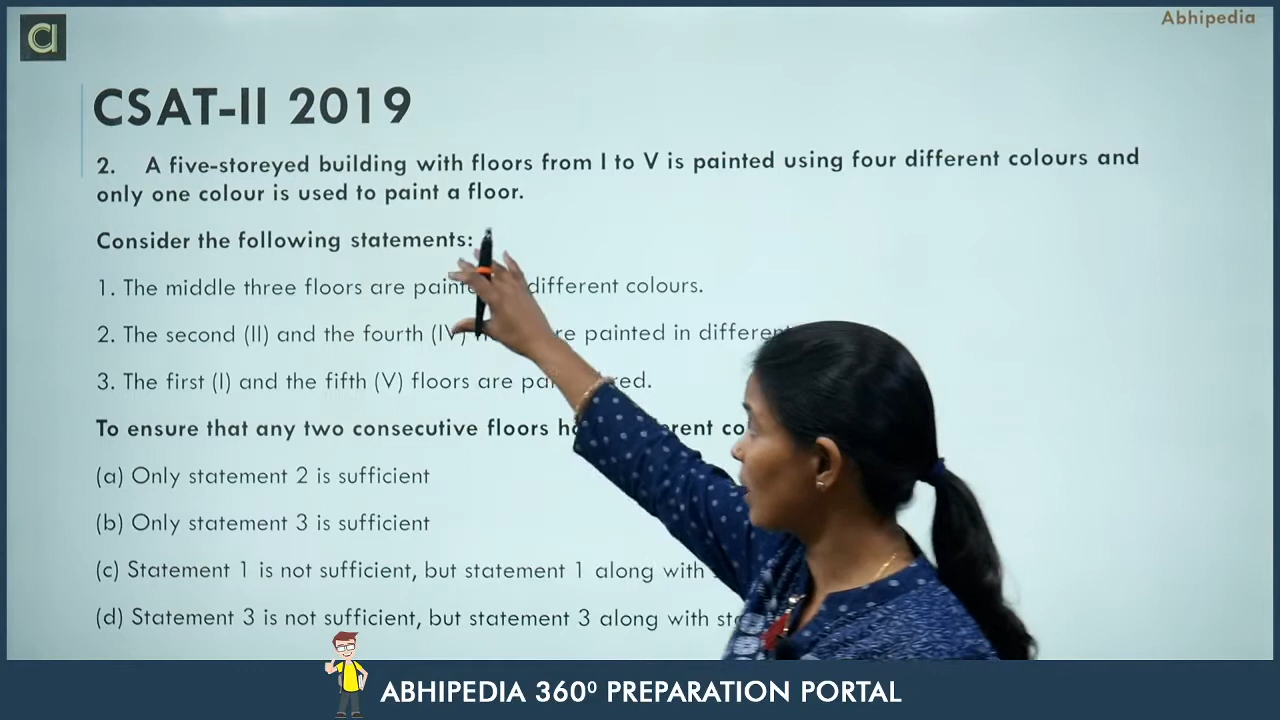 Abhipedia
CSAT-II 2019
2. A five-storeyed building with floors from I to V is painted using four different colours and
only one colour is used to paint a floor.
Consider the following statements:
1. The middle three floors are different colours.
2. The second (II) and the fourth (IV) painted in
3. The first (I) and the fifth (V) floors are red.
To ensure that any two consecutive floors
(a) Only statement 2 is sufficient
(b) Only statement 3 is sufficient
(c) Statement 1 is not sufficient, but statement 1 along with
(d) Statement 3 is not sufficient, but statement 3 along with
ABHIPEDIA 360⁰ PREPARATION PORTAL